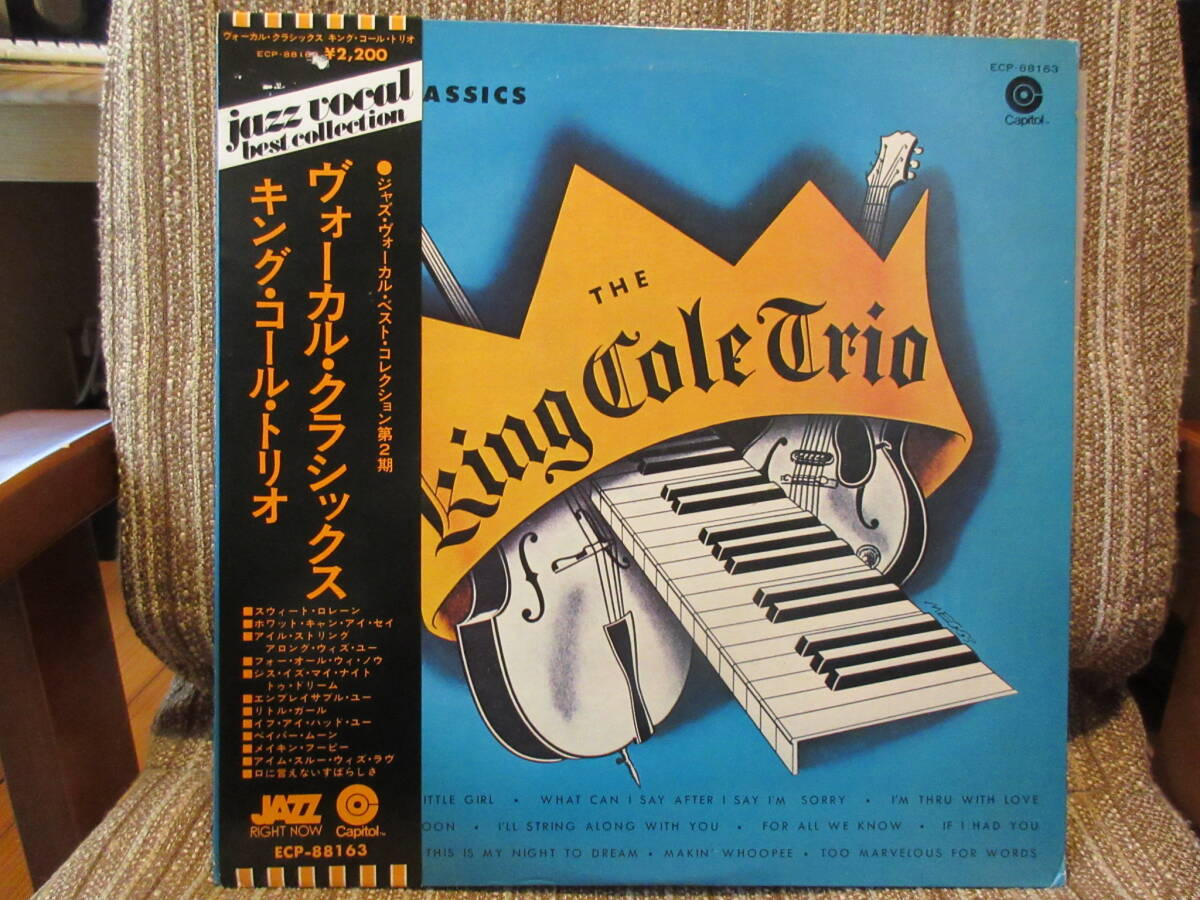 ヴォーカル・クラシックス キング・コール・トリオ
ECP-8816 ¥2,200
jazz vocal
best collection
●ジャズ・ヴォーカル・ベスト・コレクション第2期
ヴォーカル・クラシックス
キング・コール・トリオ
■スウィート・ロレーン
■ホワット・キャン・アイ・セイ
■アイル・ストリング
アロング・ウィズ・ユー
■フォー・オール・ウィ・ノウ
■ジス・イズ・マイ・ナイト
トゥ・ドリーム
■エンブレイサブル・ユー
■リトル・ガール
■イフ・アイ・ハッド・ユー
■ペイパー・ムーン
■メイキン・フーピー
■アイム・スルー・ウィズ・ラヴ
■口に言えないすばらしさ
JAZZ
RIGHT NOW
Capitol™
ECP-88163
ASSICS
ECP-88163
Capitol™
THE
King Cole Trio
ITTLE GIRL • WHAT CAN I SAY AFTER I SAY I'M SORRY • I'M THRU WITH LOVE
OON • I'LL STRING ALONG WITH YOU • FOR ALL WE KNOW • IF I HAD YOU
THIS IS MY NIGHT TO DREAM • MAKIN' WHOOPEE • TOO MARVELOUS FOR WORDS